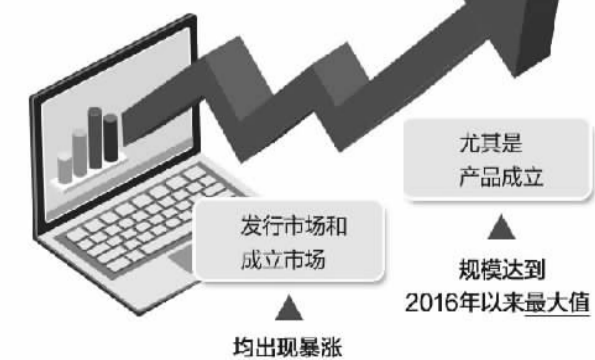 发行市场和
成立市场
均出现暴涨
尤其是
产品成立
规模达到
2016年以来最大值